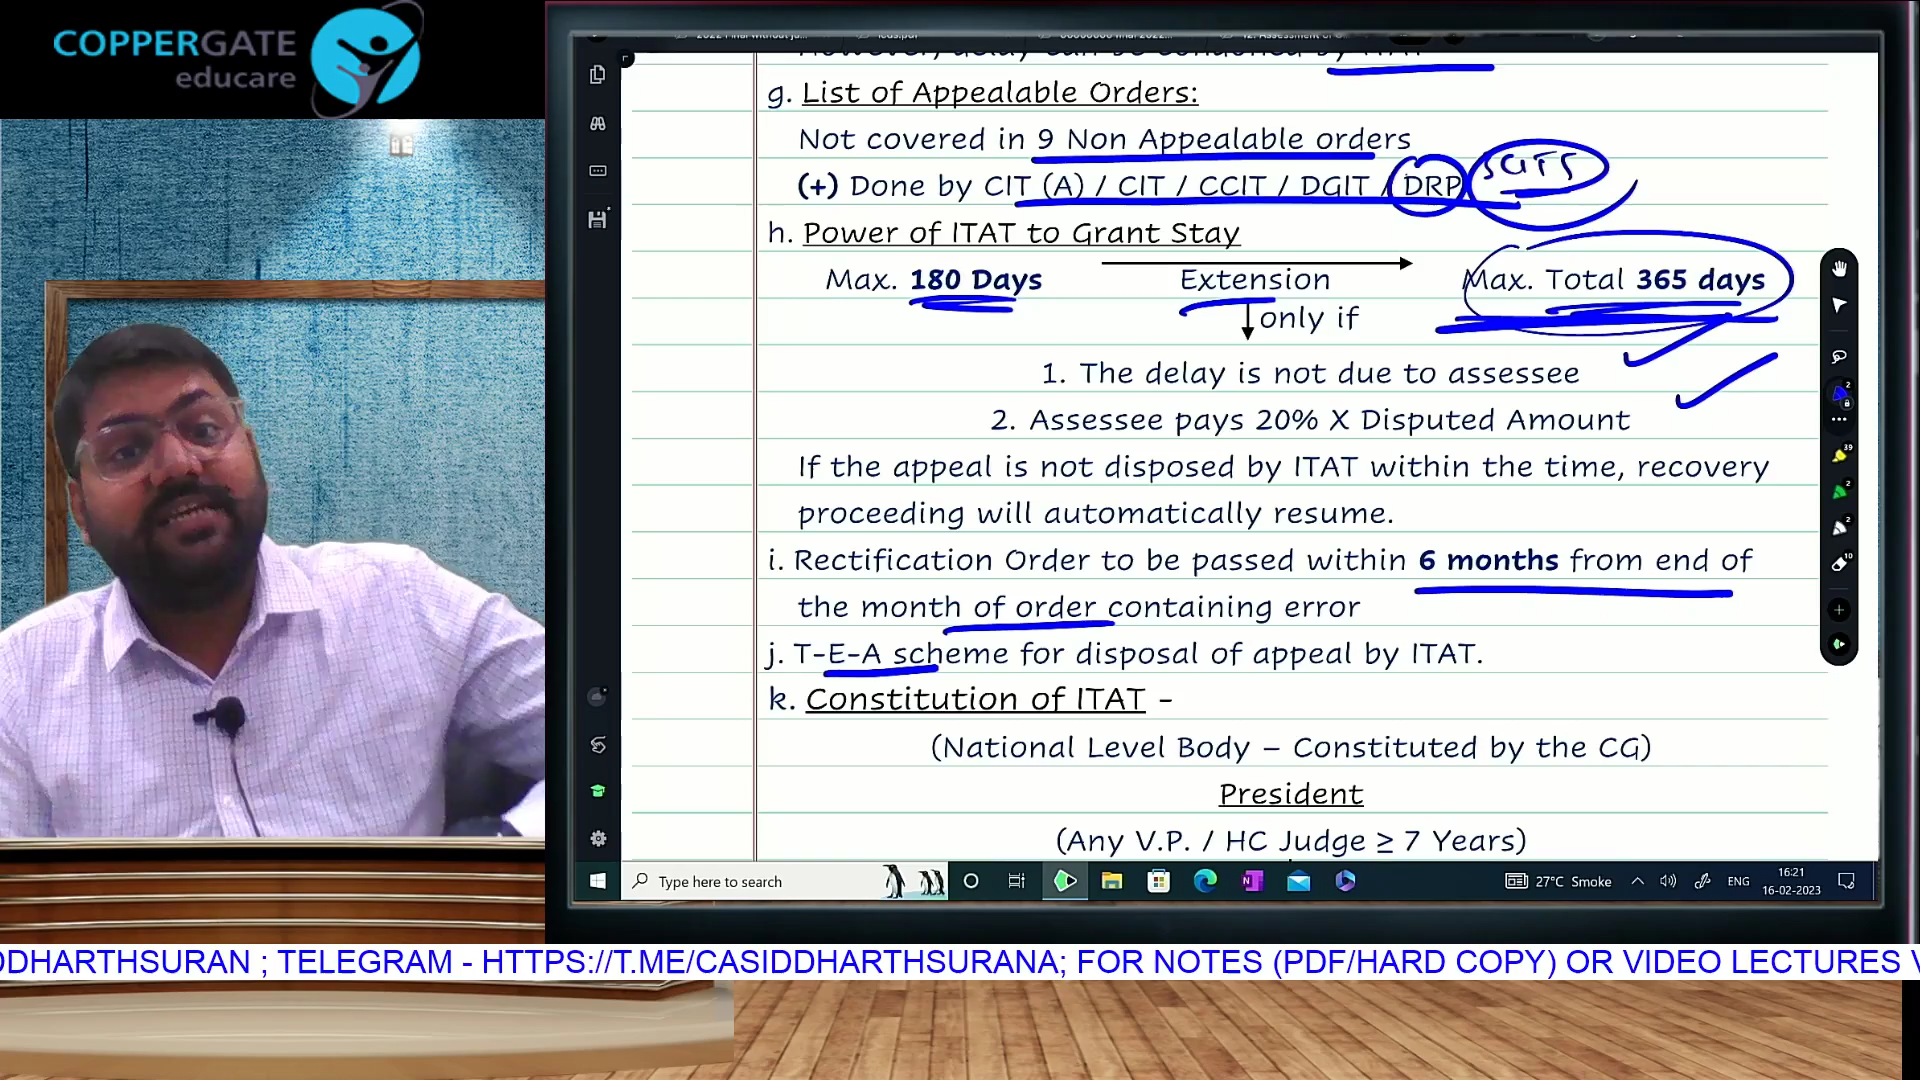 COPPERGATE
educare
g. List of Appealable Orders:
Not covered in 9 Non Appealable orders
(+) Done by CIT (A) / CIT / CCIT / DGIT / DRP
h. Power of ITAT to Grant Stay
Max. 180 Days Extension Max. Total 365 days
only if
1. The delay is not due to assessee
2. Assessee pays 20% X Disputed Amount
If the appeal is not disposed by ITAT within the time, recovery
proceeding will automatically resume.
i. Rectification Order to be passed within 6 months from end of
the month of order containing error
j. T-E-A scheme for disposal of appeal by ITAT.
k. Constitution of ITAT -
(National Level Body – Constituted by the CG)
President
(Any V.P. / HC Judge ≥ 7 Years)
Type here to search
27°C Smoke
ENG
16:21
16-02-2023
DDHARTHSURAN ; TELEGRAM - HTTPS://T.ME/CASIDDHARTHSURANA; FOR NOTES (PDF/HARD COPY) OR VIDEO LECTURES V